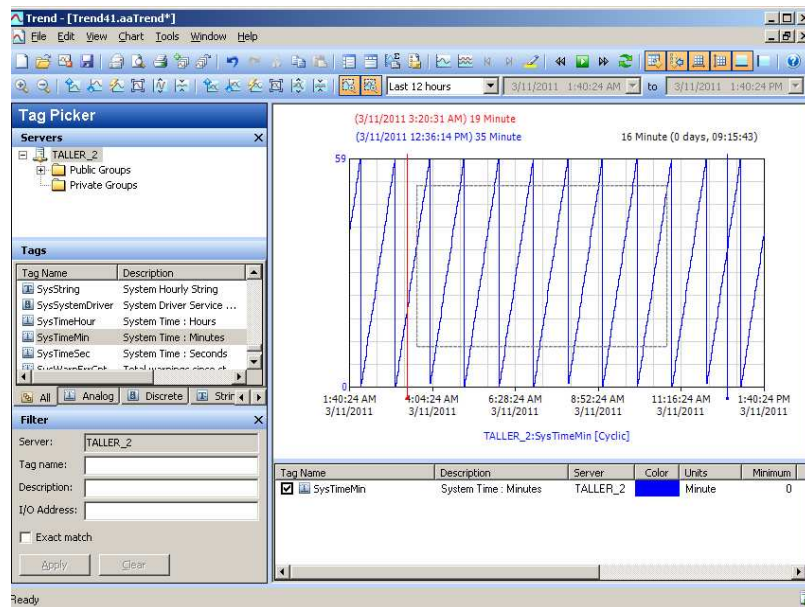 Trend - [Trend41.aaTrend*]
File Edit View Chart Tools Window Help
Last 12 hours 3/11/2011 1:40:24 AM to 3/11/2011 1:40:24 PM
Tag Picker
Servers
TALLER_2
Public Groups
Private Groups
Tags
Tag Name Description
SysString System Hourly String
SysSystemDriver System Driver Service ...
SysTimeHour System Time : Hours
SysTimeMin System Time : Minutes
SysTimeSec System Time : Seconds
All Analog Discrete Strir
Filter
Server: TALLER_2
Tag name:
Description:
I/O Address:
Exact match
Apply Clear
(3/11/2011 3:20:31 AM) 19 Minute
(3/11/2011 12:36:14 PM) 35 Minute 16 Minute (0 days, 09:15:43)
59
0
1:40:24 AM 4:04:24 AM 6:28:24 AM 8:52:24 AM 11:16:24 AM 1:40:24 PM
3/11/2011 3/11/2011 3/11/2011 3/11/2011 3/11/2011 3/11/2011
TALLER_2:SysTimeMin [Cyclic]
Tag Name Description Server Color Units Minimum
SysTimeMin System Time : Minutes TALLER_2 Minute 0
Ready